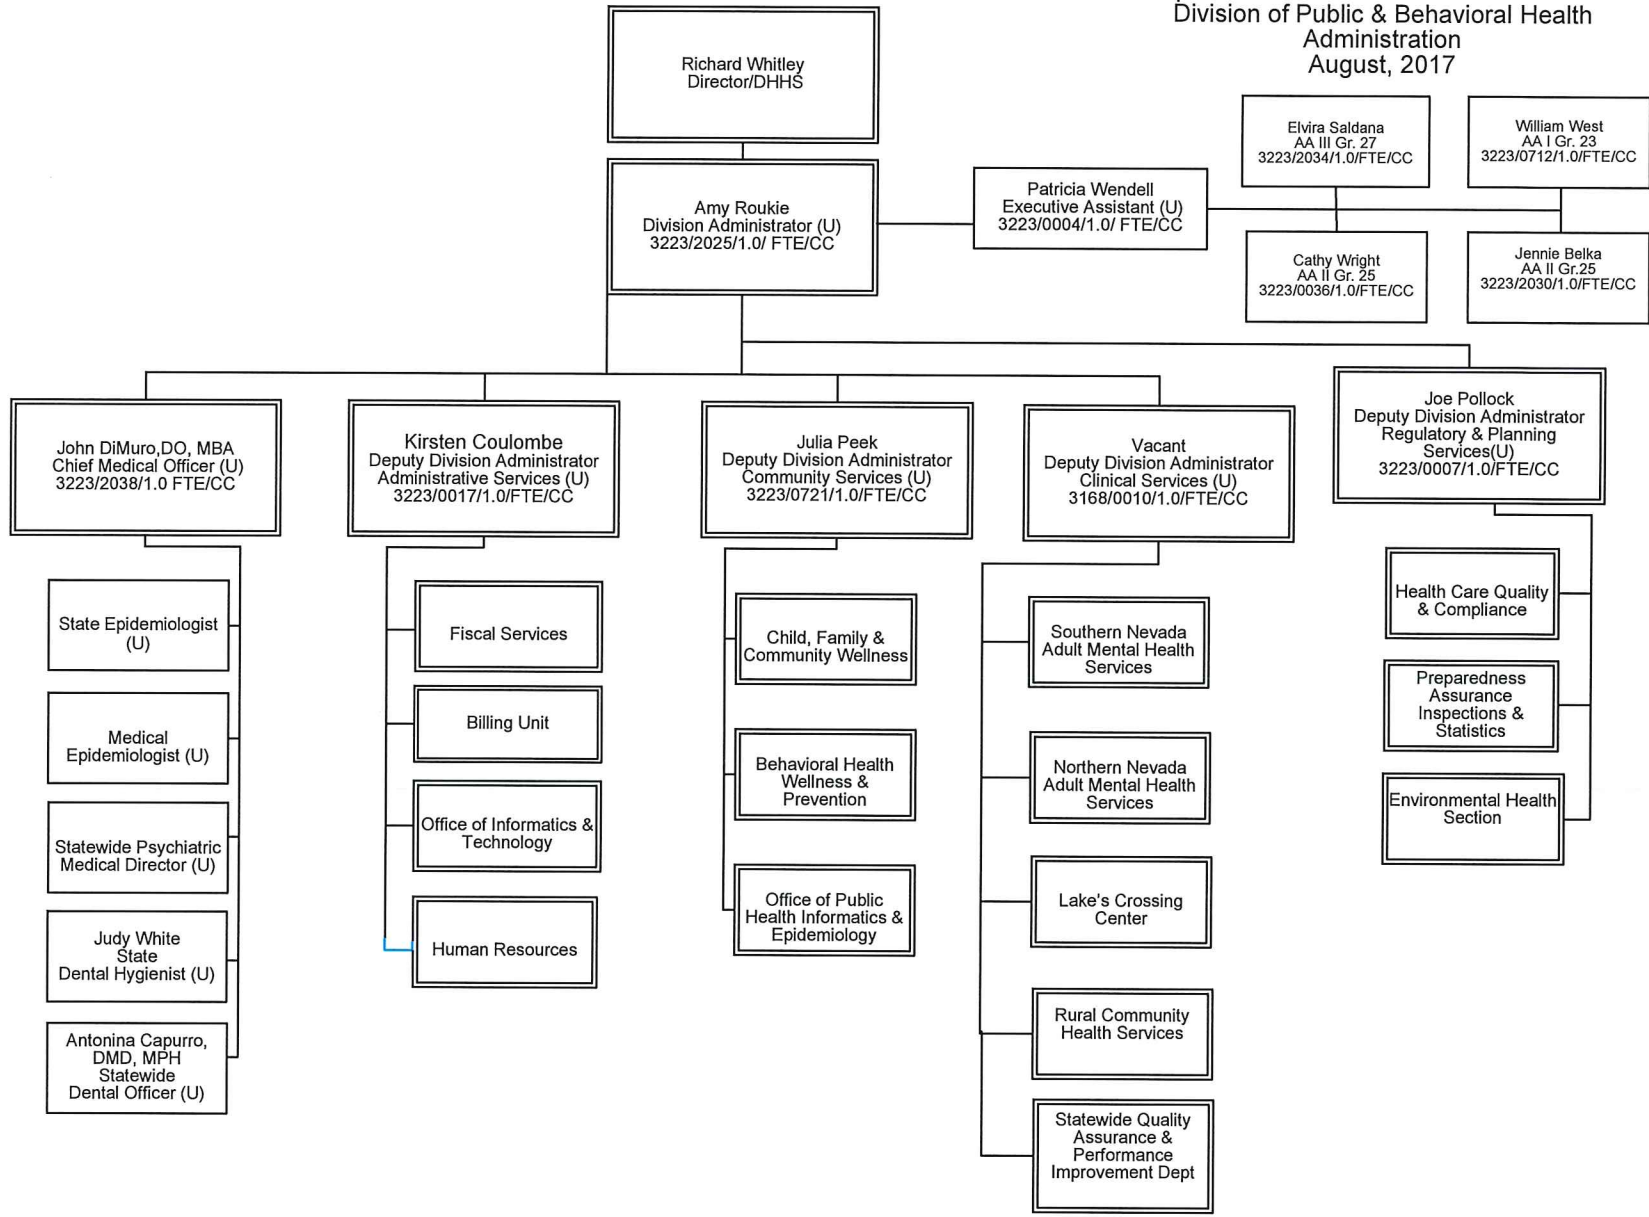 Division of Public & Behavioral Health
Administration
August, 2017
Richard Whitley
Director/DHHS
Amy Roukie
Division Administrator (U)
3223/2025/1.0/ FTE/CC
Patricia Wendell
Executive Assistant (U)
3223/0004/1.0/ FTE/CC
Elvira Saldana
AA III Gr. 27
3223/2034/1.0/FTE/CC
William West
AA I Gr. 23
3223/0712/1.0/FTE/CC
Cathy Wright
AA II Gr. 25
3223/0036/1.0/FTE/CC
Jennie Belka
AA II Gr.25
3223/2030/1.0/FTE/CC
John DiMuro,DO, MBA
Chief Medical Officer (U)
3223/2038/1.0 FTE/CC
Kirsten Coulombe
Deputy Division Administrator
Administrative Services (U)
3223/0017/1.0/FTE/CC
Julia Peek
Deputy Division Administrator
Community Services (U)
3223/0721/1.0/FTE/CC
Vacant
Deputy Division Administrator
Clinical Services (U)
3168/0010/1.0/FTE/CC
Joe Pollock
Deputy Division Administrator
Regulatory & Planning
Services(U)
3223/0007/1.0/FTE/CC
State Epidemiologist
(U)
Medical
Epidemiologist (U)
Statewide Psychiatric
Medical Director (U)
Judy White
State
Dental Hygienist (U)
Antonina Capurro,
DMD, MPH
Statewide
Dental Officer (U)
Fiscal Services
Billing Unit
Office of Informatics &
Technology
Human Resources
Child, Family &
Community Wellness
Behavioral Health
Wellness &
Prevention
Office of Public
Health Informatics &
Epidemiology
Southern Nevada
Adult Mental Health
Services
Northern Nevada
Adult Mental Health
Services
Lake's Crossing
Center
Rural Community
Health Services
Statewide Quality
Assurance &
Performance
Improvement Dept
Health Care Quality
& Compliance
Preparedness
Assurance
Inspections &
Statistics
Environmental Health
Section